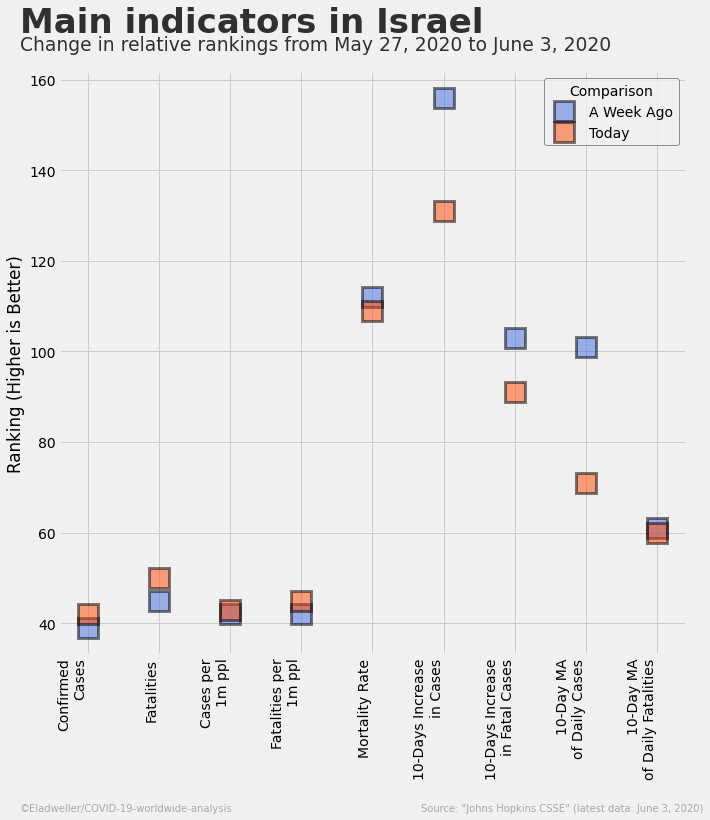 Main indicators in Israel
Change in relative rankings from May 27, 2020 to June 3, 2020
Ranking (Higher is Better)
160
140
120
100
80
60
40
Comparison
A Week Ago
Today
Confirmed
Cases
Fatalities
Cases per
1m ppl
Fatalities per
1m ppl
Mortality Rate
10-Days Increase
in Cases
10-Days Increase
in Fatal Cases
10-Day MA
of Daily Cases
10-Day MA
of Daily Fatalities
©Eladweller/COVID-19-worldwide-analysis
Source: "Johns Hopkins CSSE" (latest data: June 3, 2020)